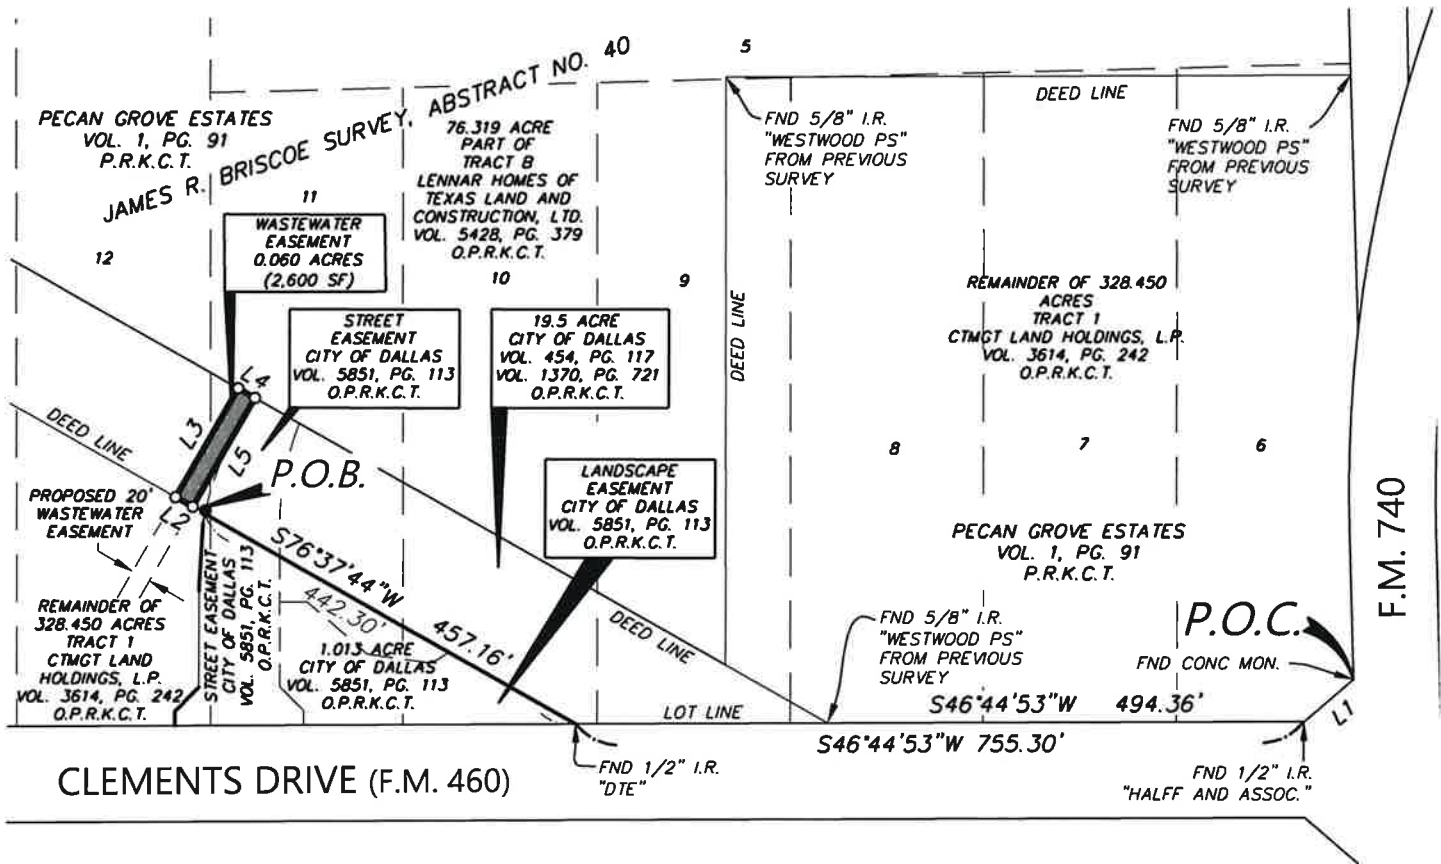 JAMES R. BRISCOE SURVEY, ABSTRACT NO. 40
5
PECAN GROVE ESTATES
VOL. 1, PG. 91
P.R.K.C.T.
76.319 ACRE
PART OF
TRACT B
LENNAR HOMES OF
TEXAS LAND AND
CONSTRUCTION, LTD.
VOL. 5428, PG. 379
O.P.R.K.C.T.
DEED LINE
FND 5/8" I.R.
"WESTWOOD PS"
FROM PREVIOUS
SURVEY
FND 5/8" I.R.
"WESTWOOD PS"
FROM PREVIOUS
SURVEY
12
11
10
9
WASTEWATER
EASEMENT
0.060 ACRES
(2,600 SF)
STREET
EASEMENT
CITY OF DALLAS
VOL. 5851, PG. 113
O.P.R.K.C.T.
19.5 ACRE
CITY OF DALLAS
VOL. 454, PG. 117
VOL. 1370, PG. 721
O.P.R.K.C.T.
DEED LINE
REMAINDER OF 328.450
ACRES
TRACT 1
CTMGT LAND HOLDINGS, L.P.
VOL. 3614, PG. 242
O.P.R.K.C.T.
L4
L3
L5
L2
DEED LINE
P.O.B.
LANDSCAPE
EASEMENT
CITY OF DALLAS
VOL. 5851, PG. 113
O.P.R.K.C.T.
8
7
6
PROPOSED 20'
WASTEWATER
EASEMENT
PECAN GROVE ESTATES
VOL. 1, PG. 91
P.R.K.C.T.
F.M. 740
S76°37'44"W
457.16'
442.30'
STREET EASEMENT
CITY OF DALLAS
VOL. 5851, PG. 113
O.P.R.K.C.T.
REMAINDER OF
328.450 ACRES
TRACT 1
CTMGT LAND
HOLDINGS, L.P.
VOL. 3614, PG. 242
O.P.R.K.C.T.
1.013 ACRE
CITY OF DALLAS
VOL. 5851, PG. 113
O.P.R.K.C.T.
DEED LINE
FND 5/8" I.R.
"WESTWOOD PS"
FROM PREVIOUS
SURVEY
P.O.C.
FND CONC MON.
LOT LINE
S46°44'53"W 494.36'
L1
S46°44'53"W 755.30'
CLEMENTS DRIVE (F.M. 460)
FND 1/2" I.R.
"DTE"
FND 1/2" I.R.
"HALFF AND ASSOC."